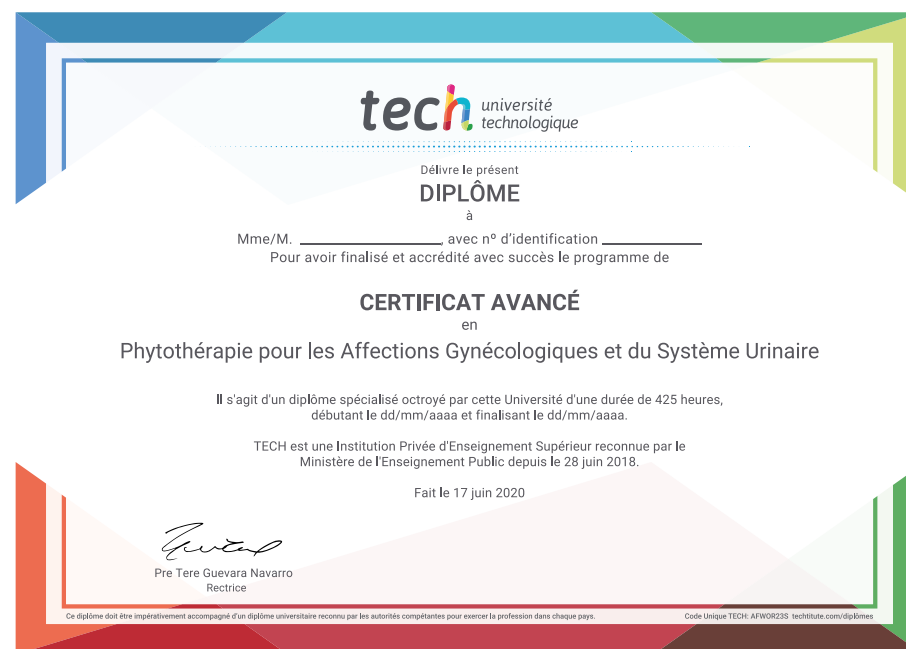 tech université
technologique
Délivre le présent
DIPLÔME
à
Mme/M. ____________________, avec nº d'identification ______________
Pour avoir finalisé et accrédité avec succès le programme de
CERTIFICAT AVANCÉ
en
Phytothérapie pour les Affections Gynécologiques et du Système Urinaire
Il s'agit d'un diplôme spécialisé octroyé par cette Université d'une durée de 425 heures,
débutant le dd/mm/aaaa et finalisant le dd/mm/aaaa.
TECH est une Institution Privée d'Enseignement Supérieur reconnue par le
Ministère de l'Enseignement Public depuis le 28 juin 2018.
Fait le 17 juin 2020
Pre Tere Guevara Navarro
Rectrice
Ce diplôme doit être impérativement accompagné d'un diplôme universitaire reconnu par les autorités compétentes pour exercer la profession dans chaque pays.
Code Unique TECH: AFWOR23S techtitute.com/diplômes